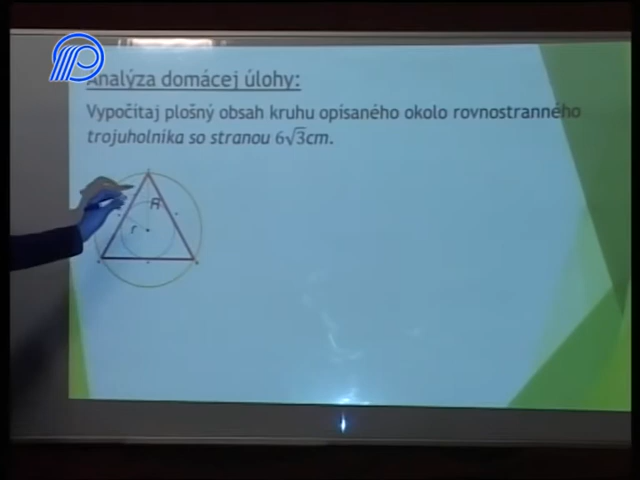 Analýza domácej úlohy:
Vypočítaj plošný obsah kruhu opísaného okolo rovnostranného
trojuholníka so stranou 6√3cm.
R
r